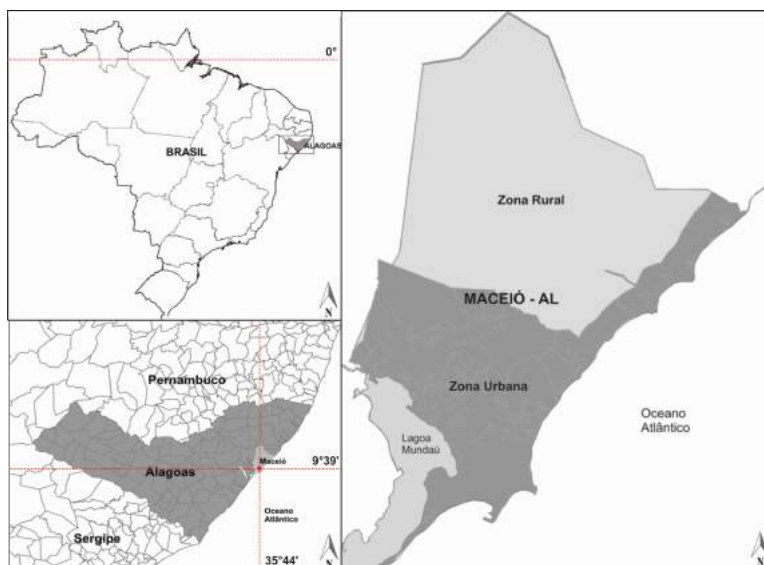 0°
BRASIL
ALAGOAS
N
Pernambuco
Alagoas
Maceió
9°39'
Oceano
Atlântico
Sergipe
35°44'
N
Zona Rural
MACEIÓ - AL
Zona Urbana
Lagoa
Mundaú
Oceano
Atlântico
N